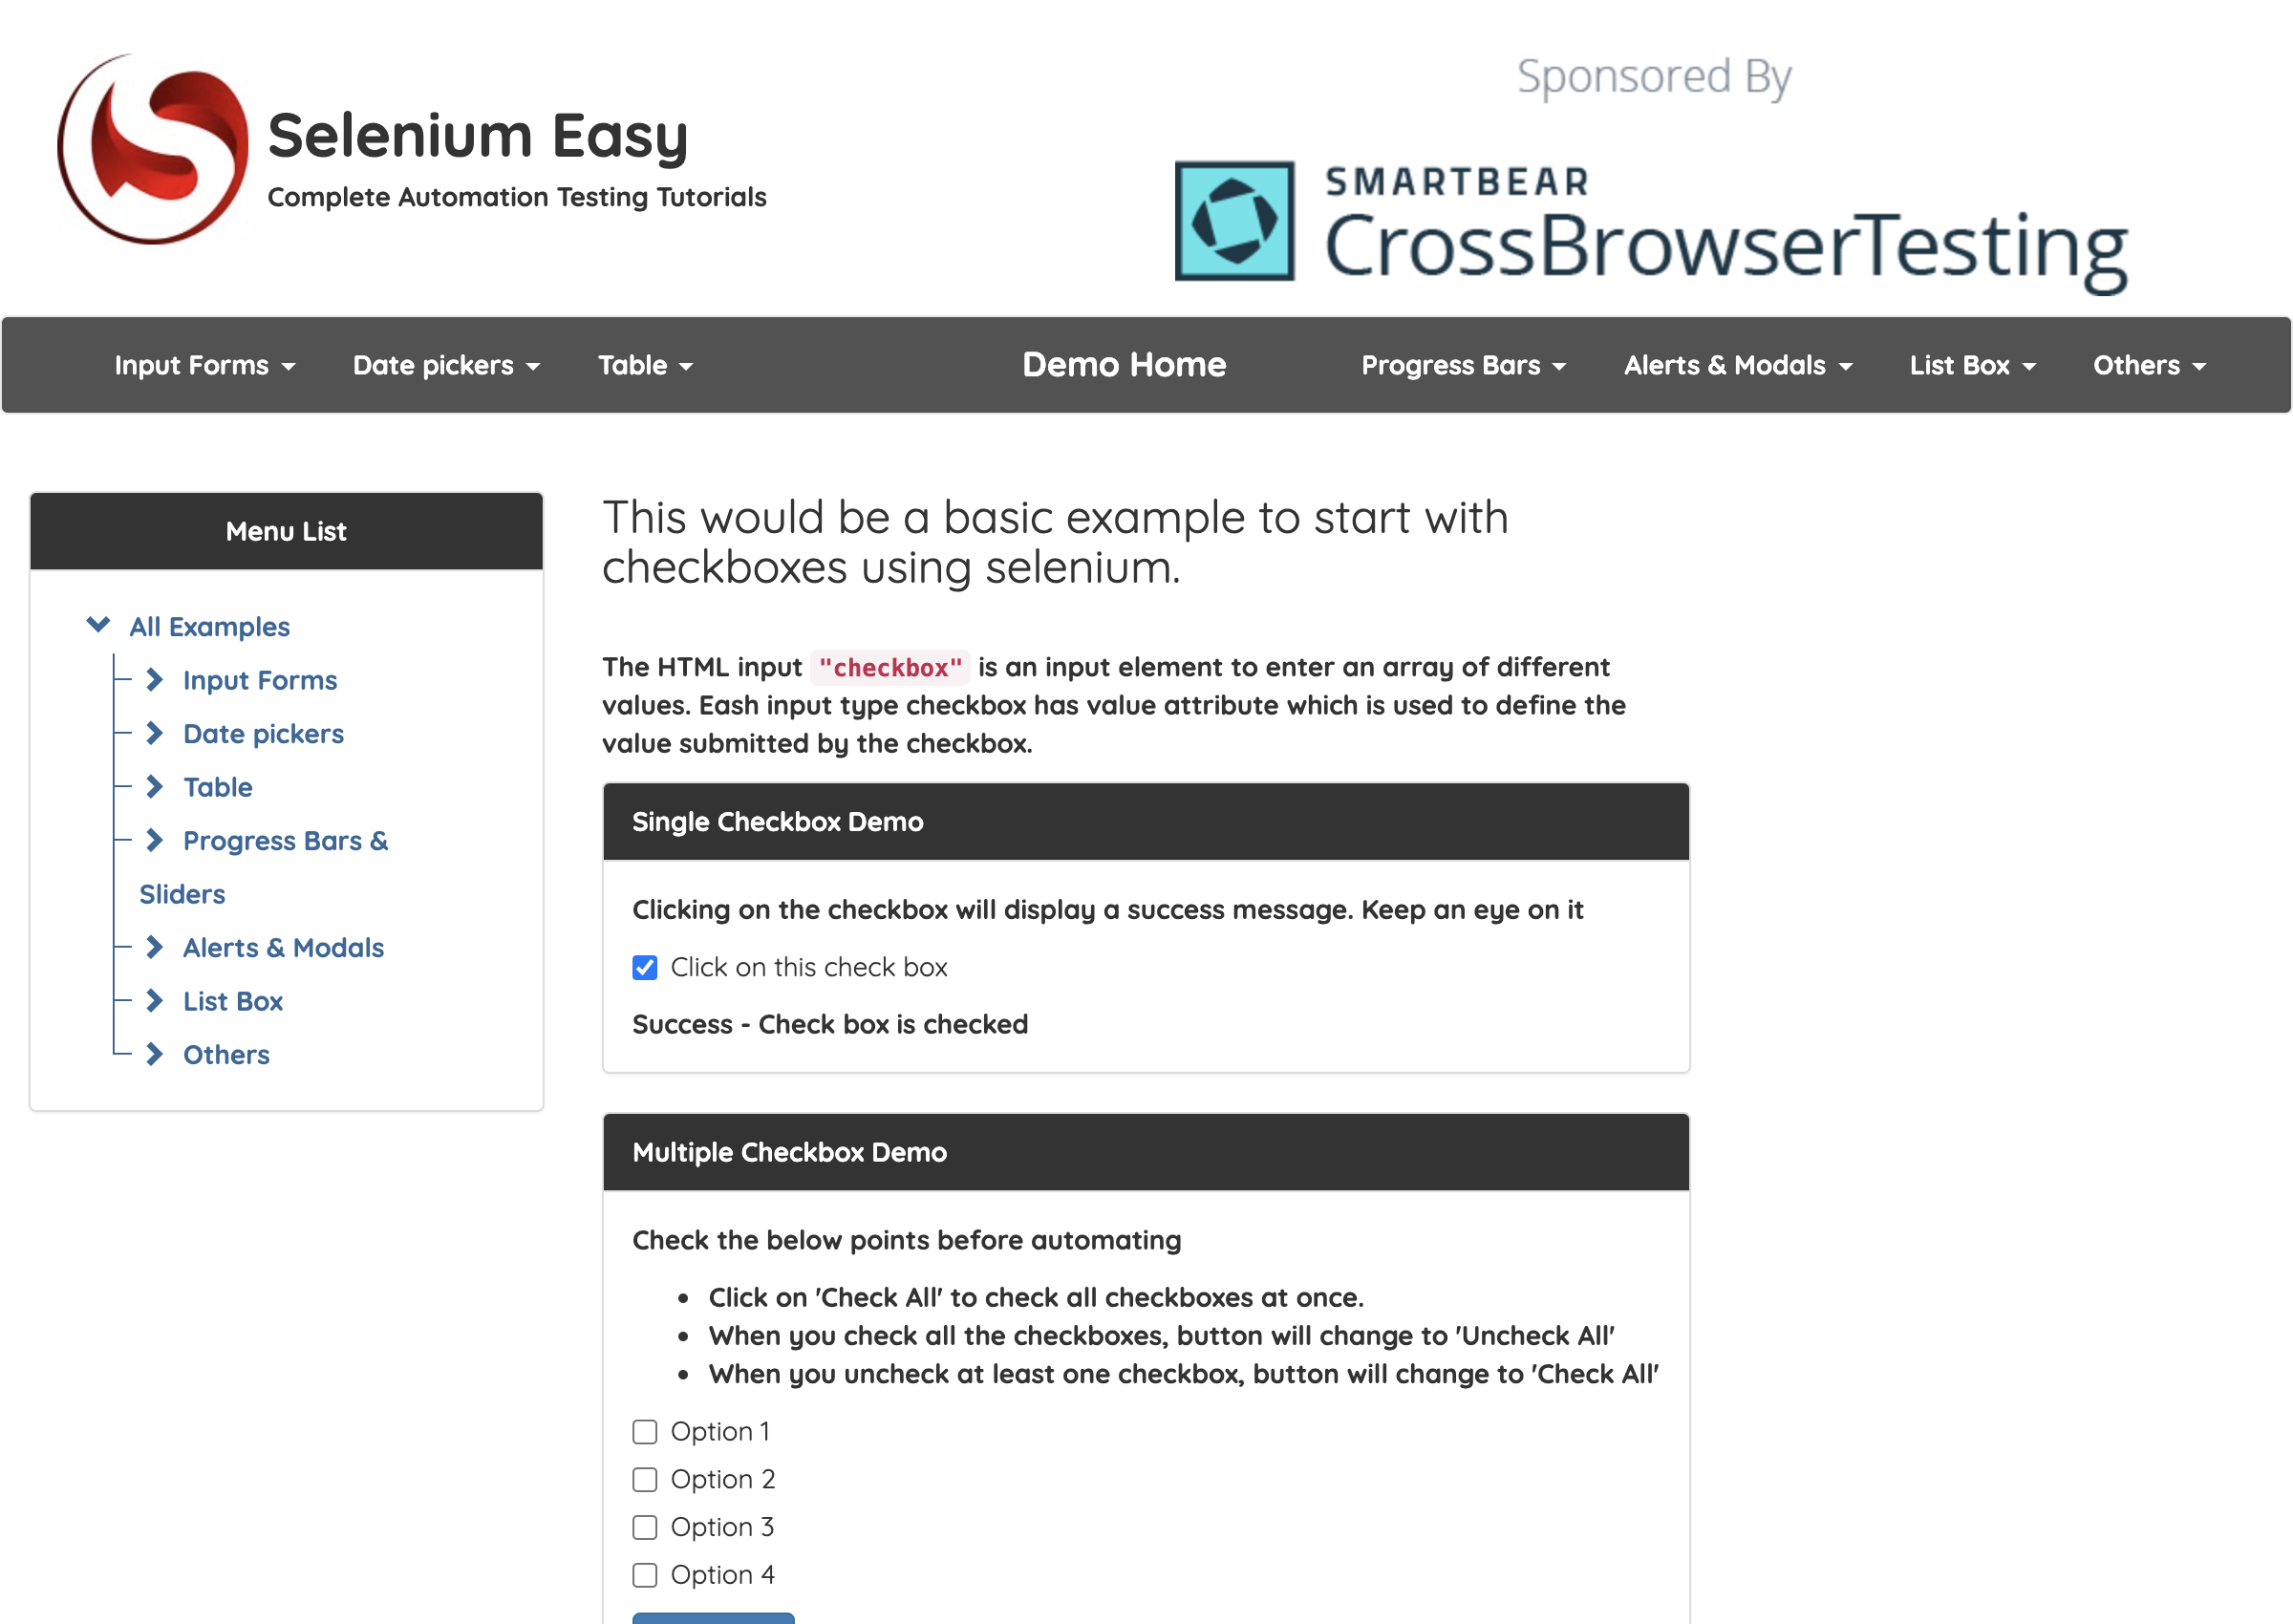 Selenium Easy
Complete Automation Testing Tutorials
Sponsored By
SMARTBEAR
CrossBrowserTesting
Input Forms Date pickers Table Demo Home Progress Bars Alerts & Modals List Box Others
Menu List
All Examples
Input Forms
Date pickers
Table
Progress Bars &
Sliders
Alerts & Modals
List Box
Others
This would be a basic example to start with
checkboxes using selenium.
The HTML input "checkbox" is an input element to enter an array of different
values. Eash input type checkbox has value attribute which is used to define the
value submitted by the checkbox.
Single Checkbox Demo
Clicking on the checkbox will display a success message. Keep an eye on it
Click on this check box
Success - Check box is checked
Multiple Checkbox Demo
Check the below points before automating
Click on 'Check All' to check all checkboxes at once.
When you check all the checkboxes, button will change to 'Uncheck All'
When you uncheck at least one checkbox, button will change to 'Check All'
Option 1
Option 2
Option 3
Option 4